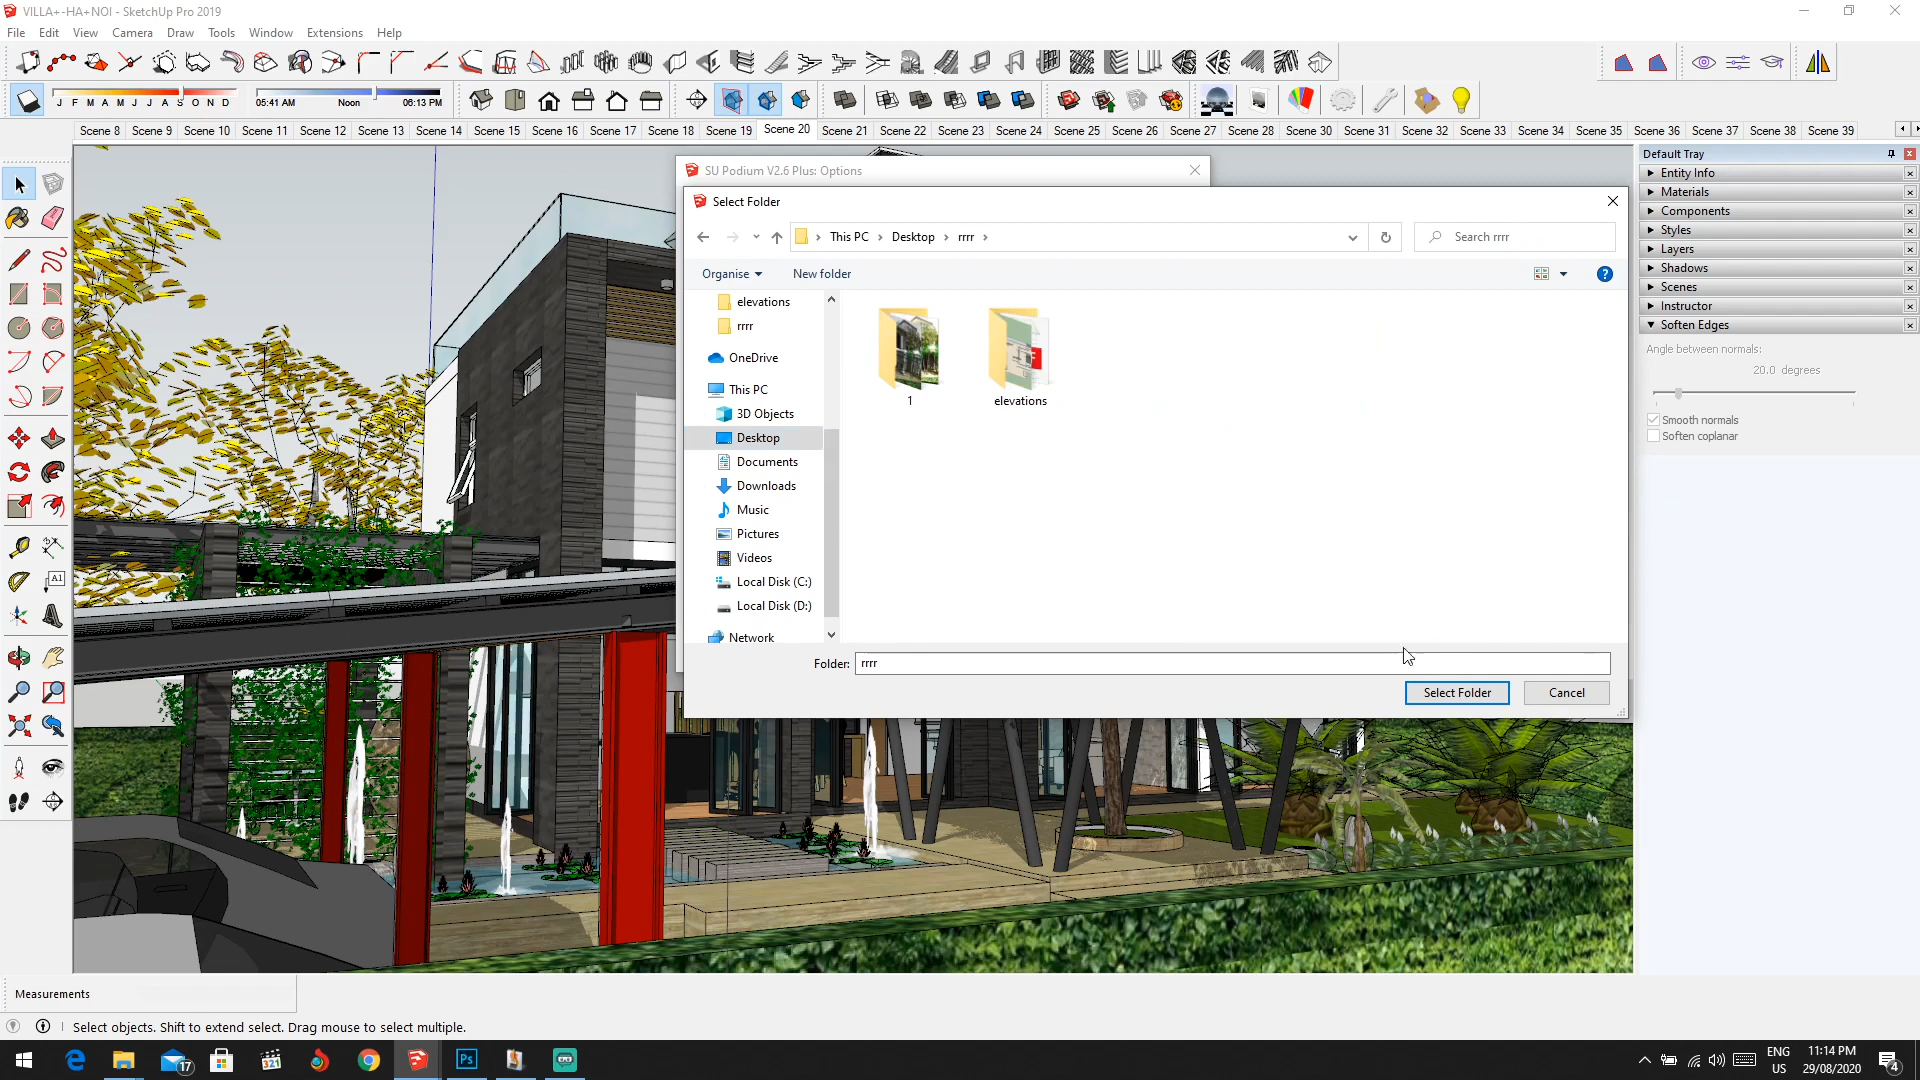 VILLA+-HA+NOI - SketchUp Pro 2019
File Edit View Camera Draw Tools Window Extensions Help
J F M A M J J A S O N D
05:41 AM Noon 06:13 PM
Scene 8 Scene 9 Scene 10 Scene 11 Scene 12 Scene 13 Scene 14 Scene 15 Scene 16 Scene 17 Scene 18 Scene 19 Scene 20 Scene 21 Scene 22 Scene 23 Scene 24 Scene 25 Scene 26 Scene 27 Scene 28 Scene 30 Scene 31 Scene 32 Scene 33 Scene 34 Scene 35 Scene 36 Scene 37 Scene 38 Scene 39
SU Podium V2.6 Plus: Options
Select Folder
This PC Desktop rrrr
Search rrrr
Organise New folder
elevations
rrrr
OneDrive
This PC
3D Objects
Desktop
Documents
Downloads
Music
Pictures
Videos
Local Disk (C:)
Local Disk (D:)
Network
1
elevations
Folder: rrrr
Select Folder Cancel
Default Tray
Entity Info
Materials
Components
Styles
Layers
Shadows
Scenes
Instructor
Soften Edges
Angle between normals:
20.0 degrees
Smooth normals
Soften coplanar
A1
Measurements
Select objects. Shift to extend select. Drag mouse to select multiple.
17
321
Ps
ENG
US
11:14 PM
29/08/2020
4